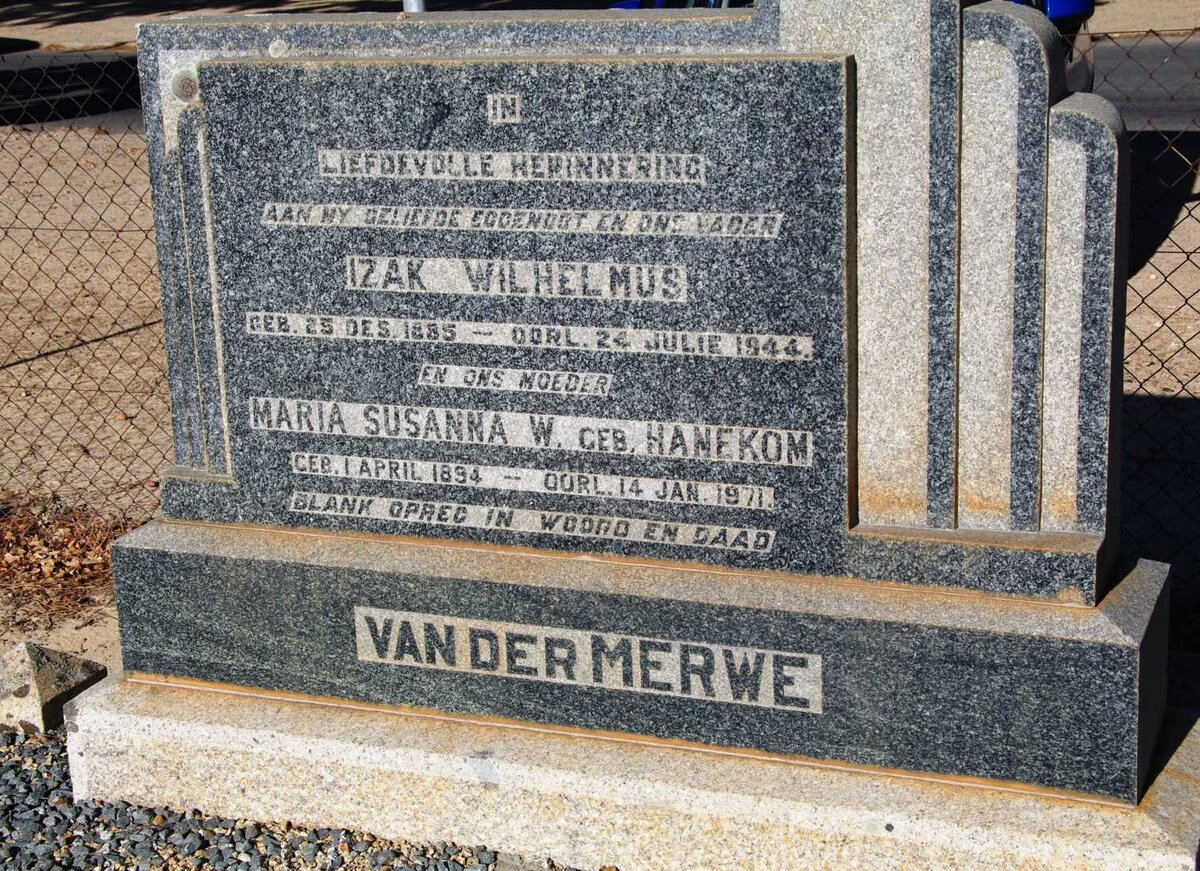 IN
LIEFDEVOLLE HERINNERING
AAN MY GELIEFDE EGGENOOT EN ONS VADER
IZAK WILHELMUS
GEB. 25 DES. 1885 — OORL. 24 JULIE 1944.
EN ONS MOEDER
MARIA SUSANNA W. GEB. HANEKOM
GEB. 1 APRIL 1894 — OORL. 14 JAN. 1971.
BLANK OPREG IN WOORD EN DAAD
VAN DER MERWE